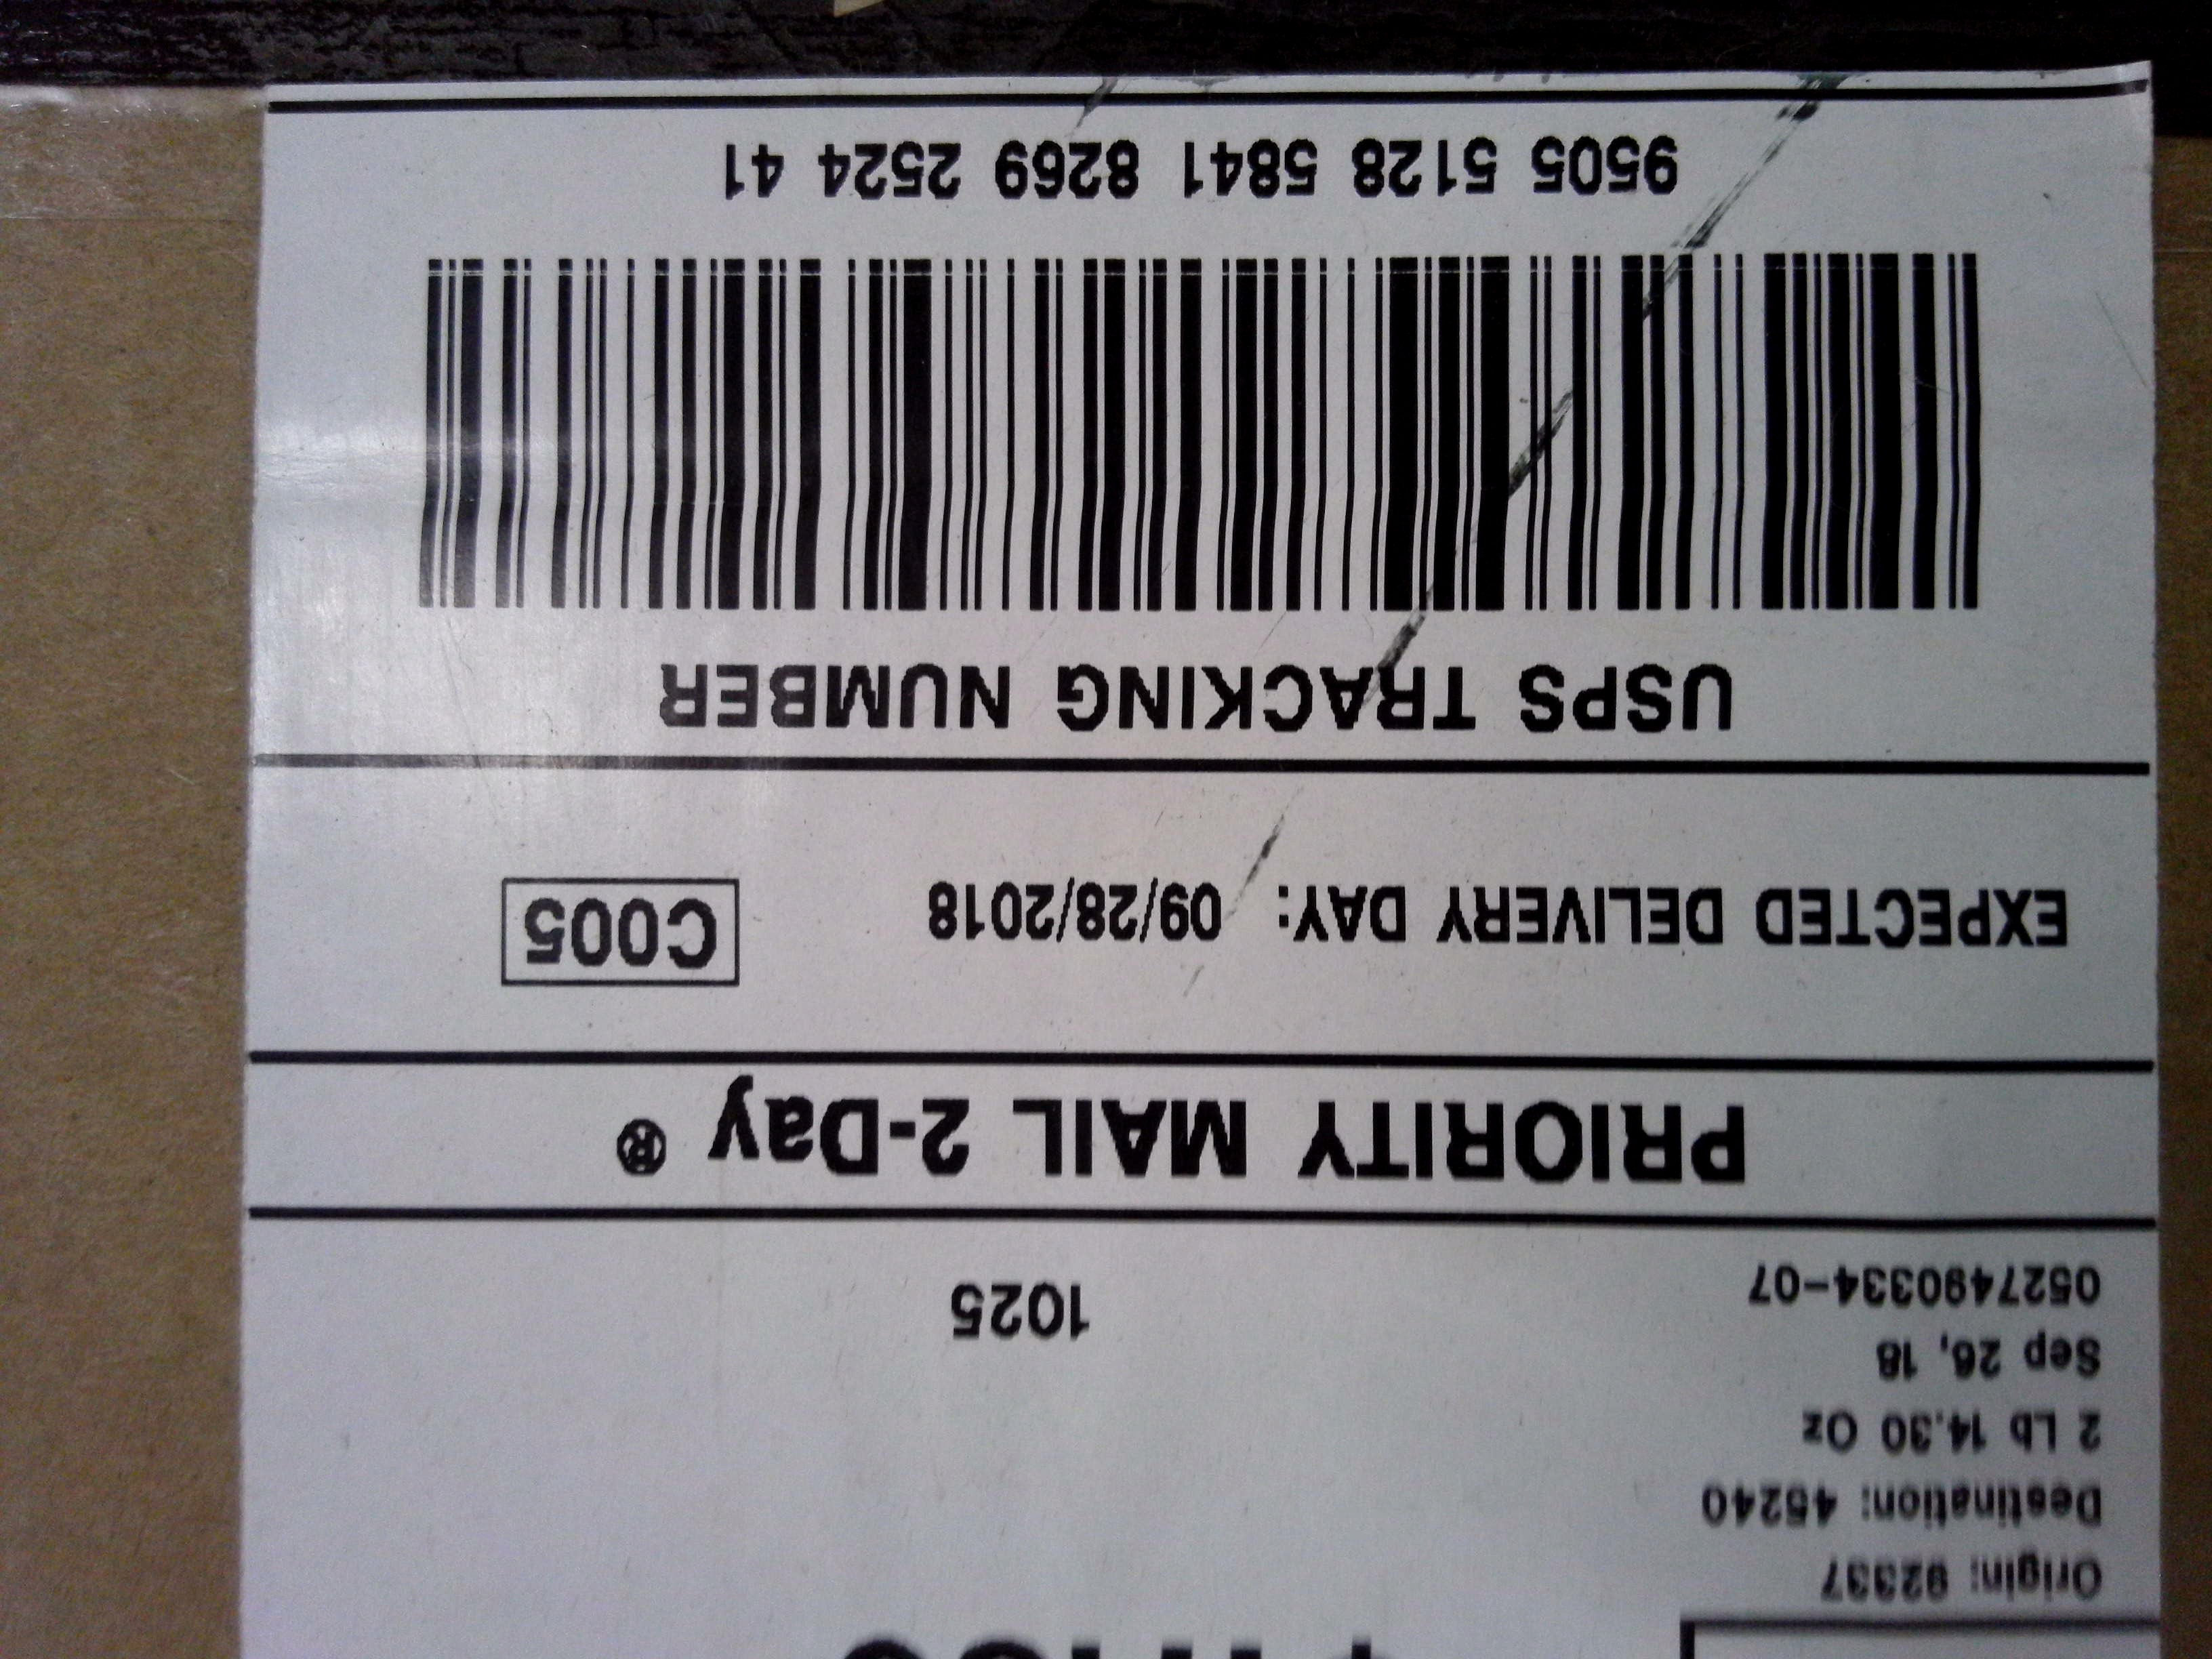 Origin: 92337
Destination: 45240
2 Lb 14.30 Oz
Sep 26, 18
0527490334-07
1025
PRIORITY MAIL 2-Day ®
EXPECTED DELIVERY DAY: 09/28/2018
C005
USPS TRACKING NUMBER
9505 5128 5841 8269 2524 41